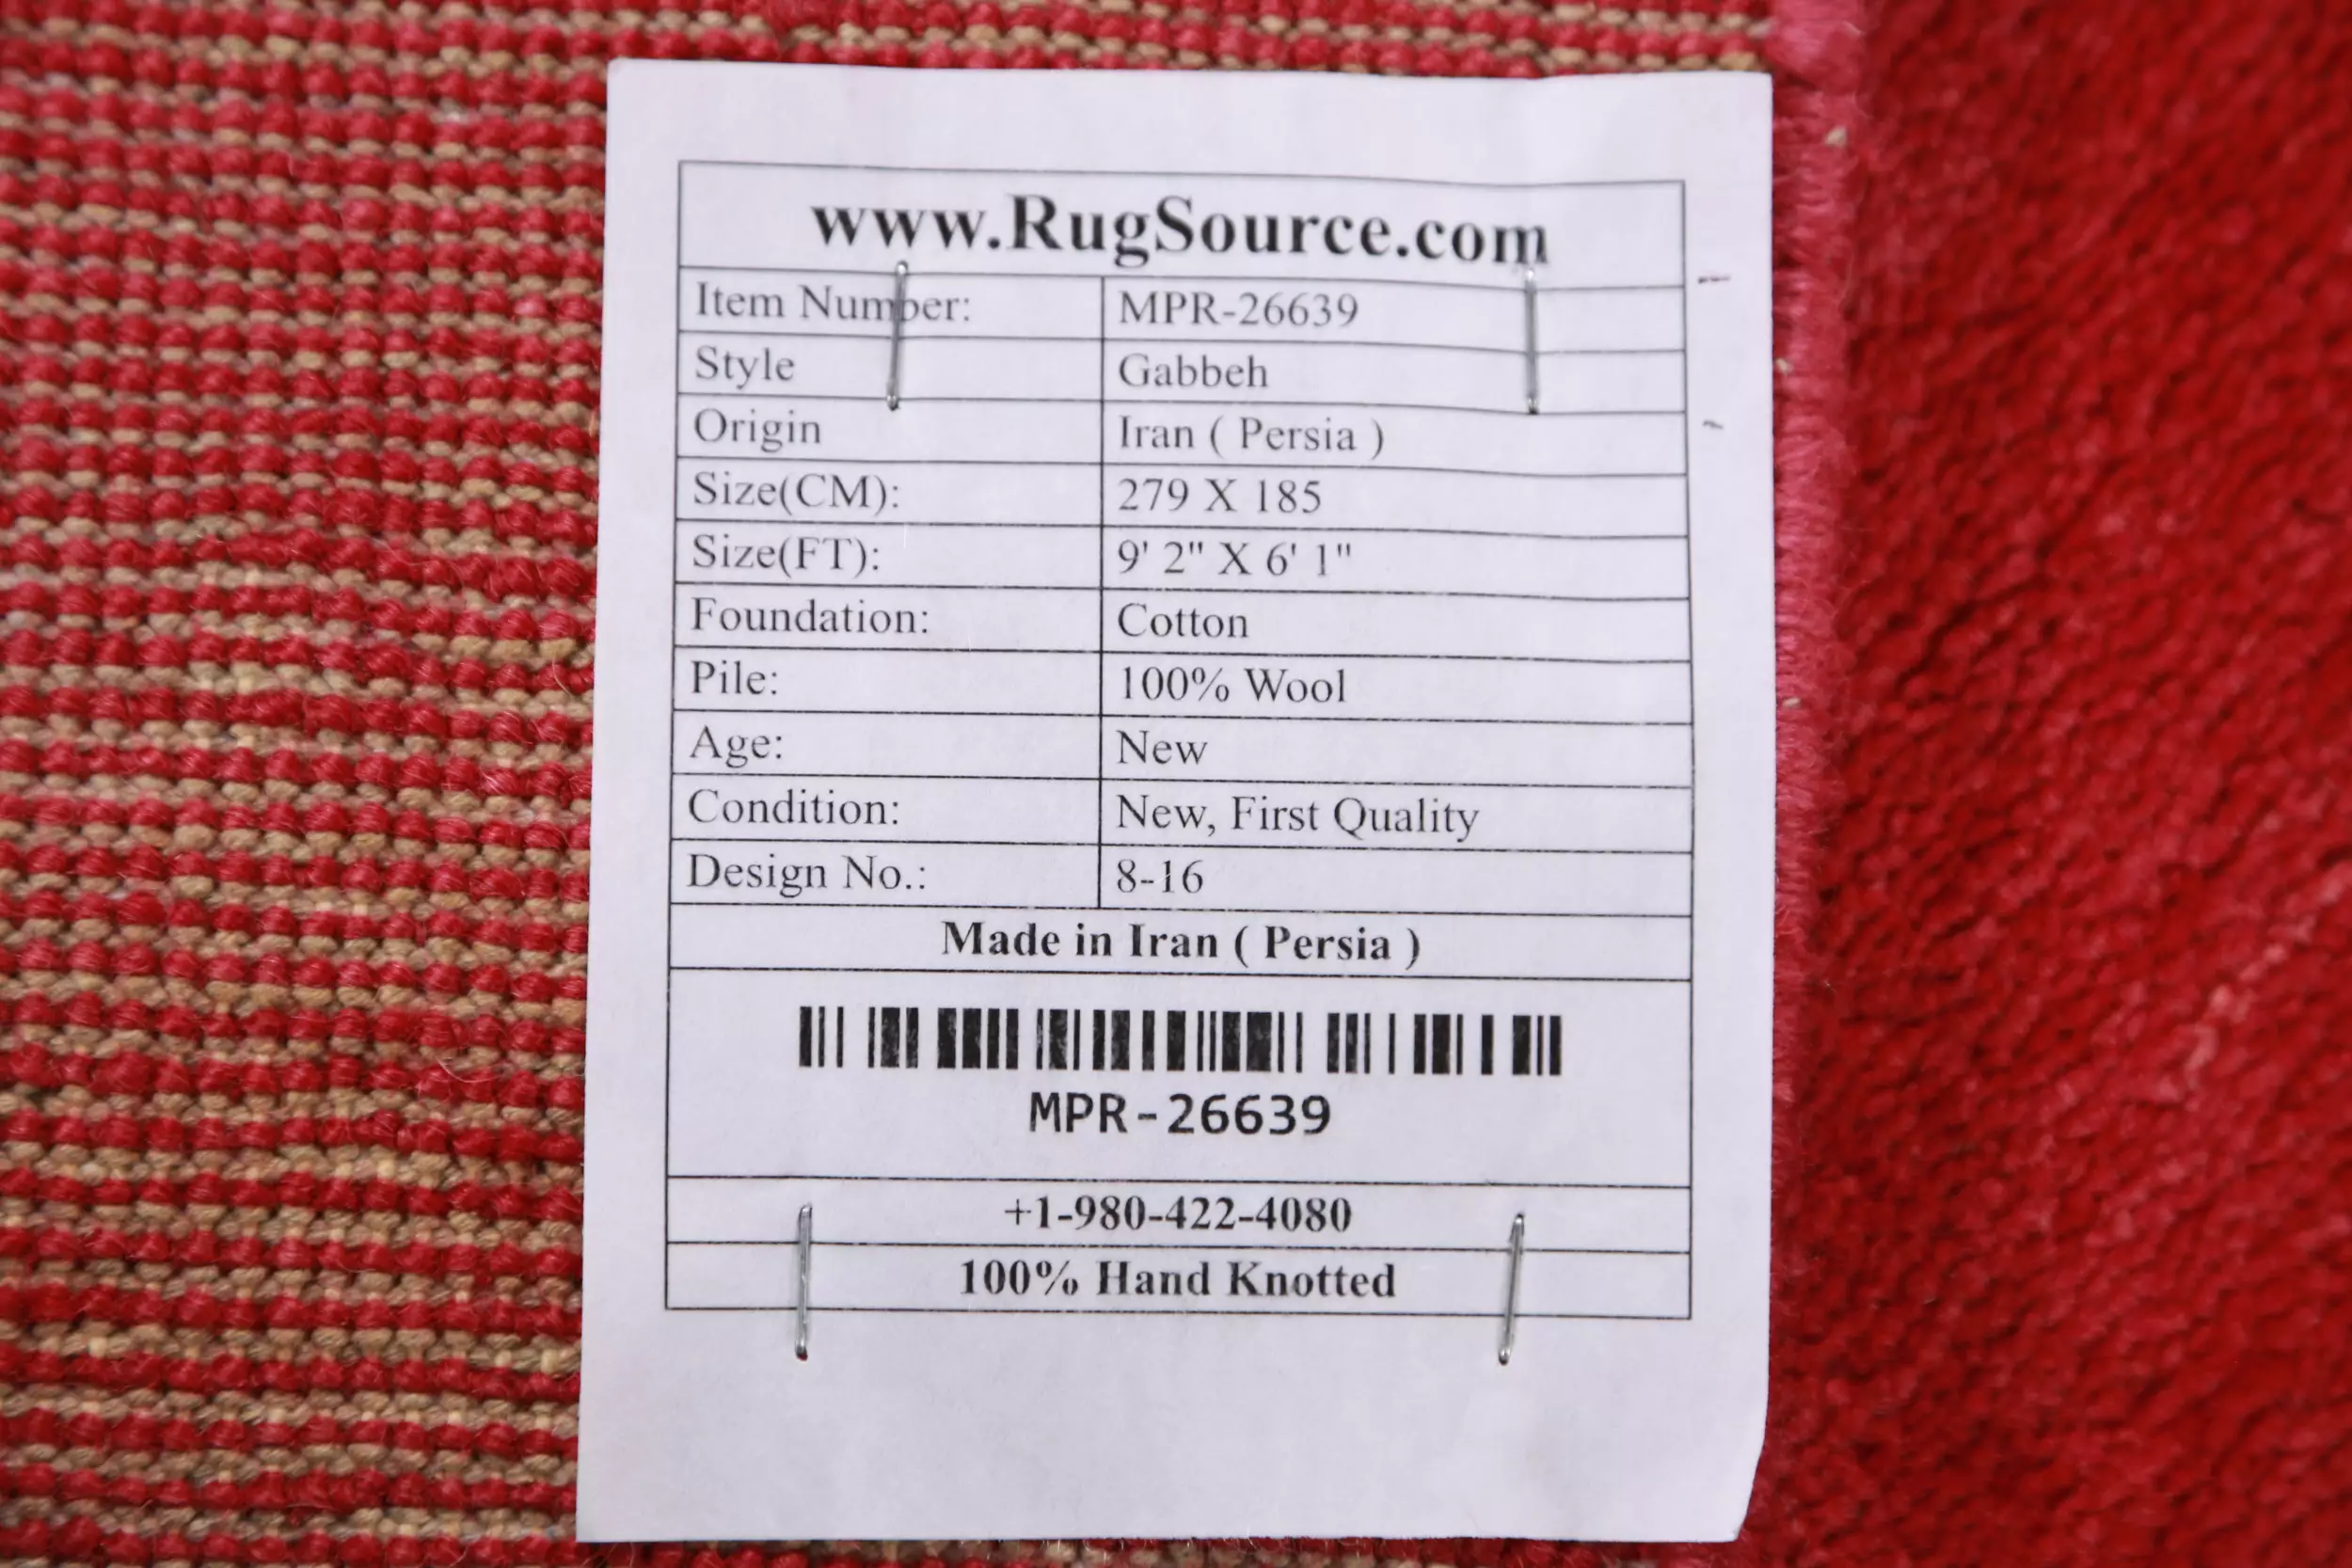 www.RugSource.com
Item Number: MPR-26639
Style Gabbeh
Origin Iran ( Persia )
Size(CM): 279 X 185
Size(FT): 9' 2" X 6' 1"
Foundation: Cotton
Pile: 100% Wool
Age: New
Condition: New, First Quality
Design No.: 8-16
Made in Iran ( Persia )
MPR-26639
+1-980-422-4080
100% Hand Knotted